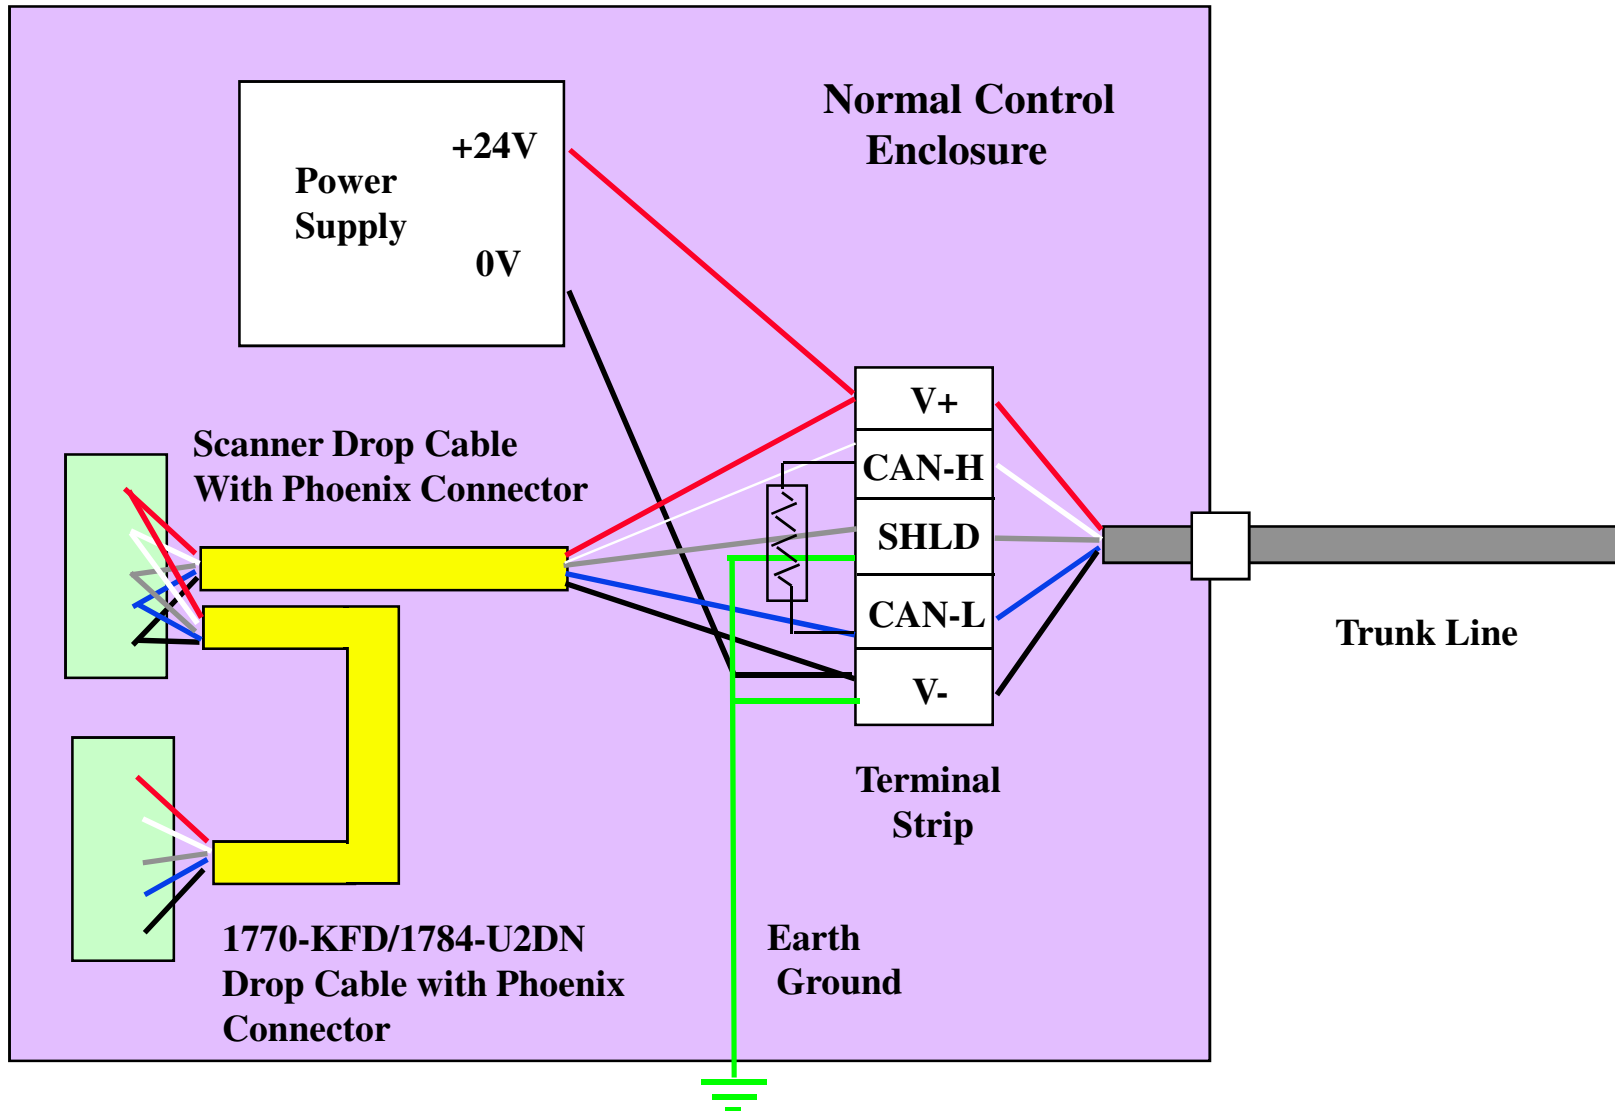 Normal Control
Enclosure
+24V
Power
Supply
0V
V+
Scanner Drop Cable
With Phoenix Connector
CAN-H
SHLD
CAN-L
V-
Trunk Line
Terminal
Strip
1770-KFD/1784-U2DN
Drop Cable with Phoenix
Connector
Earth
Ground